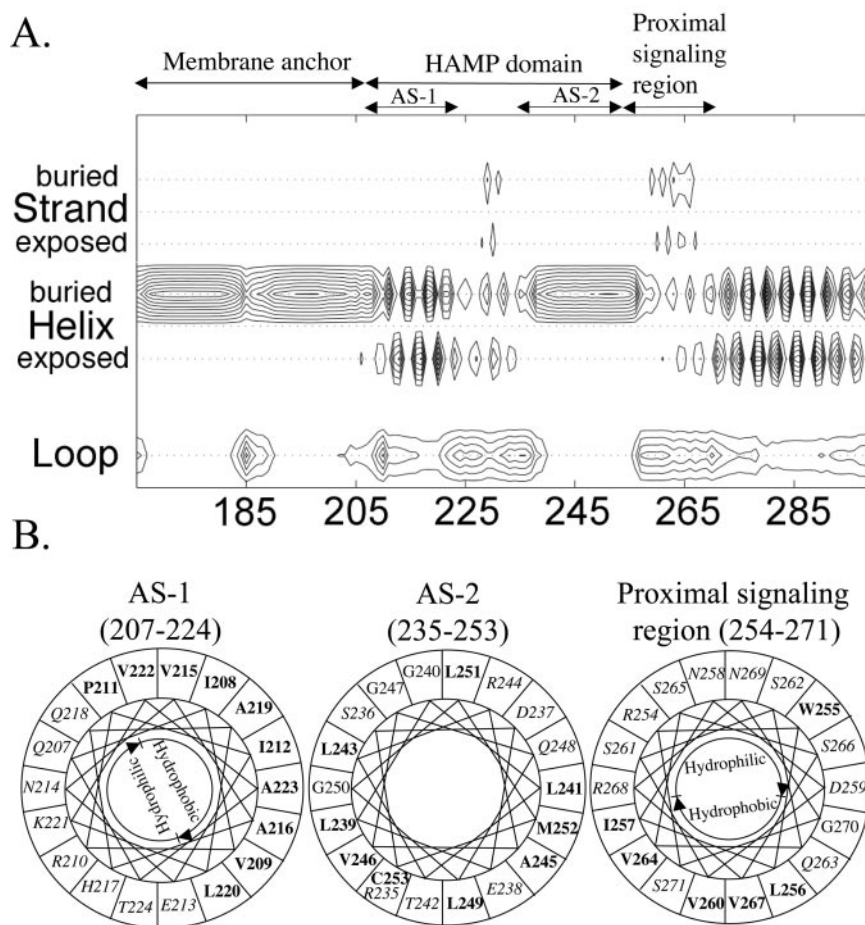 A.
Membrane anchor
HAMP domain
Proximal
signaling
region
AS-1
AS-2
buried
Strand
exposed
buried
Helix
exposed
Loop
185 205 225 245 265 285
B.
AS-1
(207-224)
AS-2
(235-253)
Proximal signaling
region (254-271)
V222 V215 I208 A219 I212 A223 A216 V209 L220 E213 T224 H217 R210 K221 N214 Q207 Q218 P211
Hydrophobic
Hydrophilic
G240 L251 R244 D237 Q248 L241 M252 A245 E238 L249 T242 C253 R235 V246 L239 G250 L243 S236 G247
N258 N269 S262 W255 S266 D259 G270 Q263 L256 V267 V260 S271 V264 I257 R268 S261 R254 S265
Hydrophilic
Hydrophobic